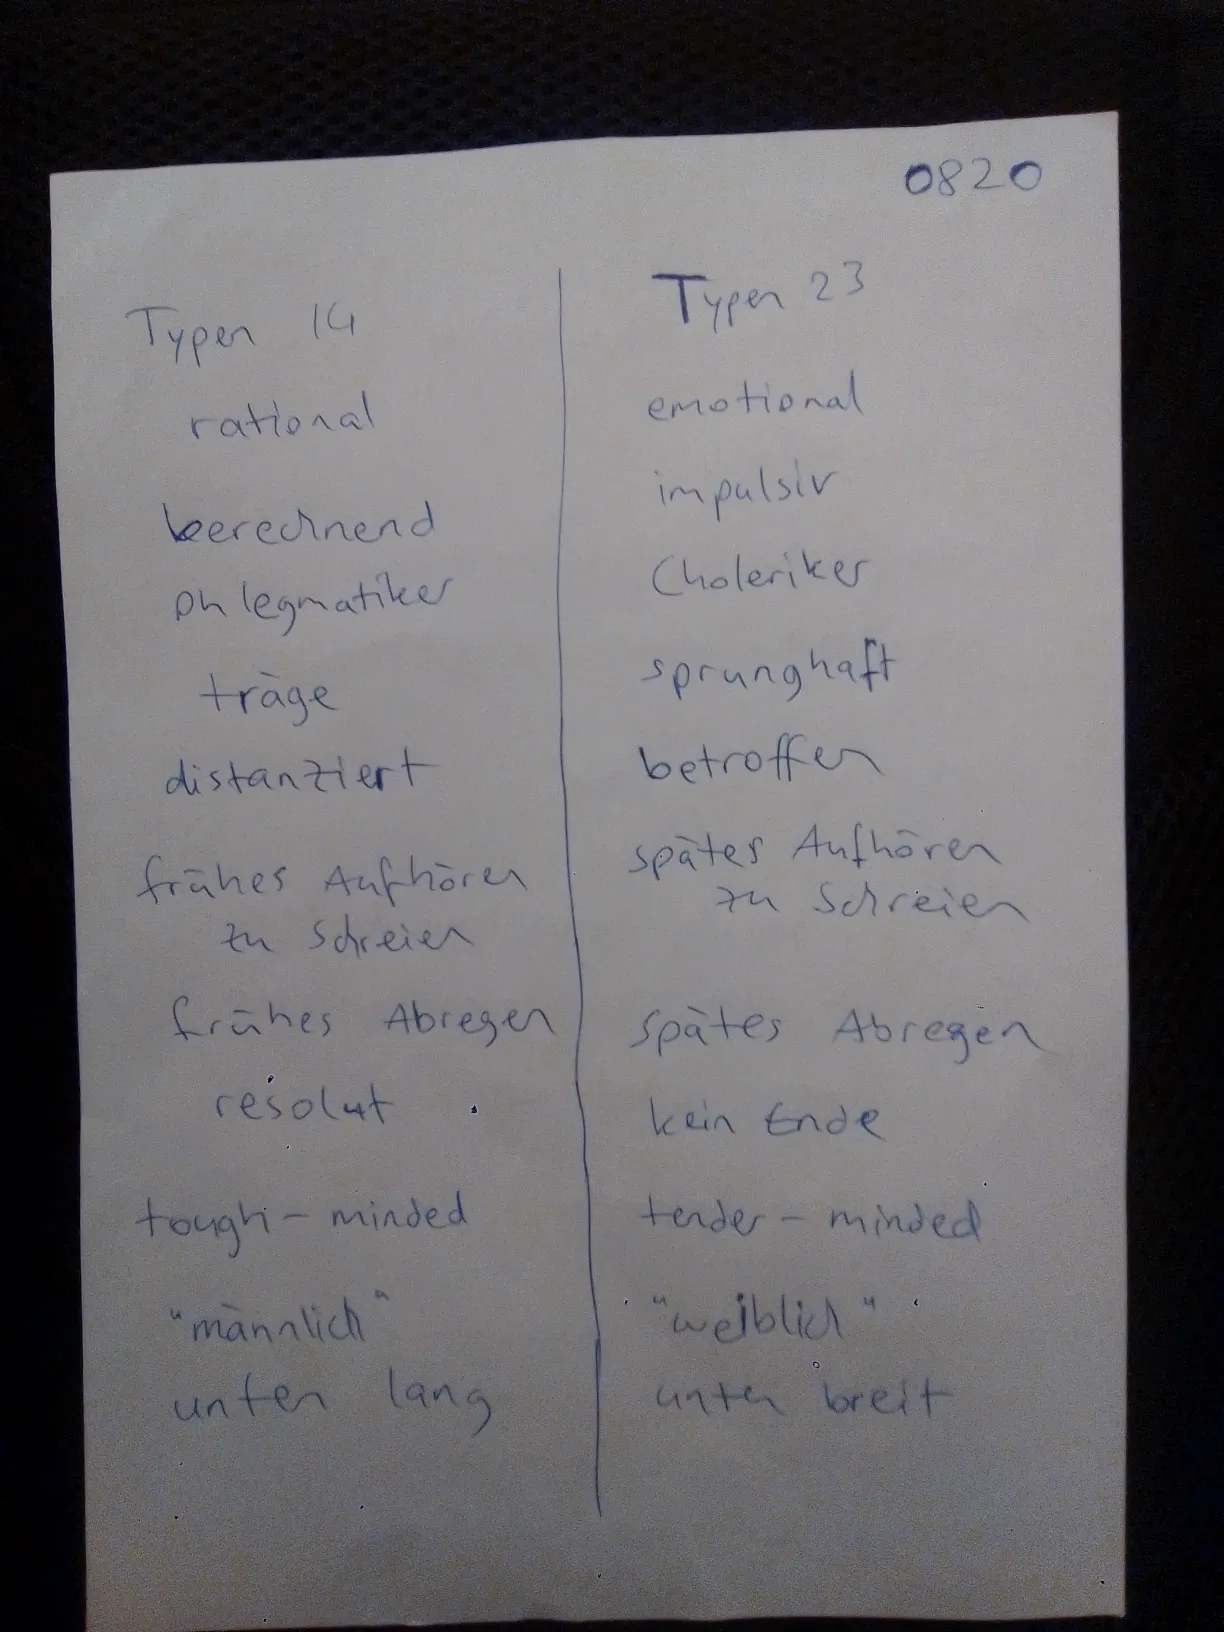 0820
Typen 14
rational
berechnend
Phlegmatiker
träge
distanziert
frühes Aufhören
zu Schreien
frühes Abregen
resolut
tough - minded
"männlich"
unten lang
Typen 23
emotional
impulsiv
Choleriker
sprunghaft
betroffen
spätes Aufhören
zu Schreien
spätes Abregen
kein Ende
tender - minded
"weiblich"
unten breit